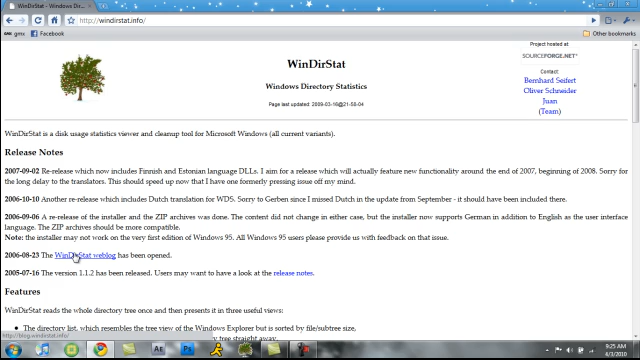 WinDirStat - Windows Dir...
http://windirstat.info/
gmx Facebook Other bookmarks
Project hosted at:
SOURCEFORGE.NET
WinDirStat
Contact:
Bernhard Seifert
Windows Directory Statistics
Oliver Schneider
Juan
Page last updated: 2009-03-16@21-58-04
(Team)
WinDirStat is a disk usage statistics viewer and cleanup tool for Microsoft Windows (all current variants).
Release Notes
2007-09-02 Re-release which now includes Finnish and Estonian language DLLs. I aim for a release which will actually feature new functionality around the end of 2007, beginning of 2008. Sorry for
the long delay to the translators. This should speed up now that I have one formerly pressing issue off my mind.
2006-10-10 Another re-release which includes Dutch translation for WDS. Sorry to Gerben since I missed Dutch in the update from September - it should have been included there.
2006-09-06 A re-release of the installer and the ZIP archives was done. The content did not change in either case, but the installer now supports German in addition to English as the user interface
language. The ZIP archives should be more compatible.
Note: the installer may not work on the very first edition of Windows 95. All Windows 95 users please provide us with feedback on that issue.
2006-08-23 The WinDirStat weblog has been opened.
2005-07-16 The version 1.1.2 has been released. Users may want to have a look at the release notes.
Features
WinDirStat reads the whole directory tree once and then presents it in three useful views:
The directory list, which resembles the tree view of the Windows Explorer but is sorted by file/subtree size,
http://blog.windirstat.info/
Ae Ps
9:25 AM
4/3/2010